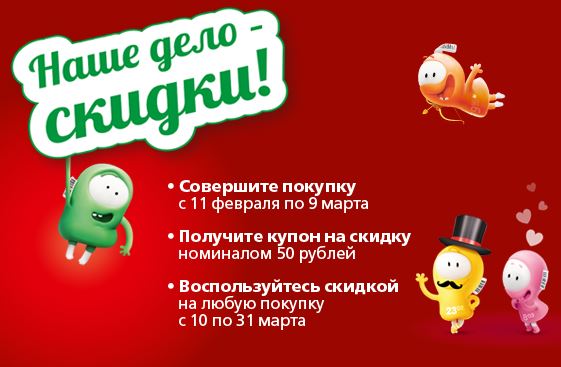 Наше дело -
скидки!
• Совершите покупку
с 11 февраля по 9 марта
• Получите купон на скидку
номиналом 50 рублей
• Воспользуйтесь скидкой
на любую покупку
с 10 по 31 марта
23